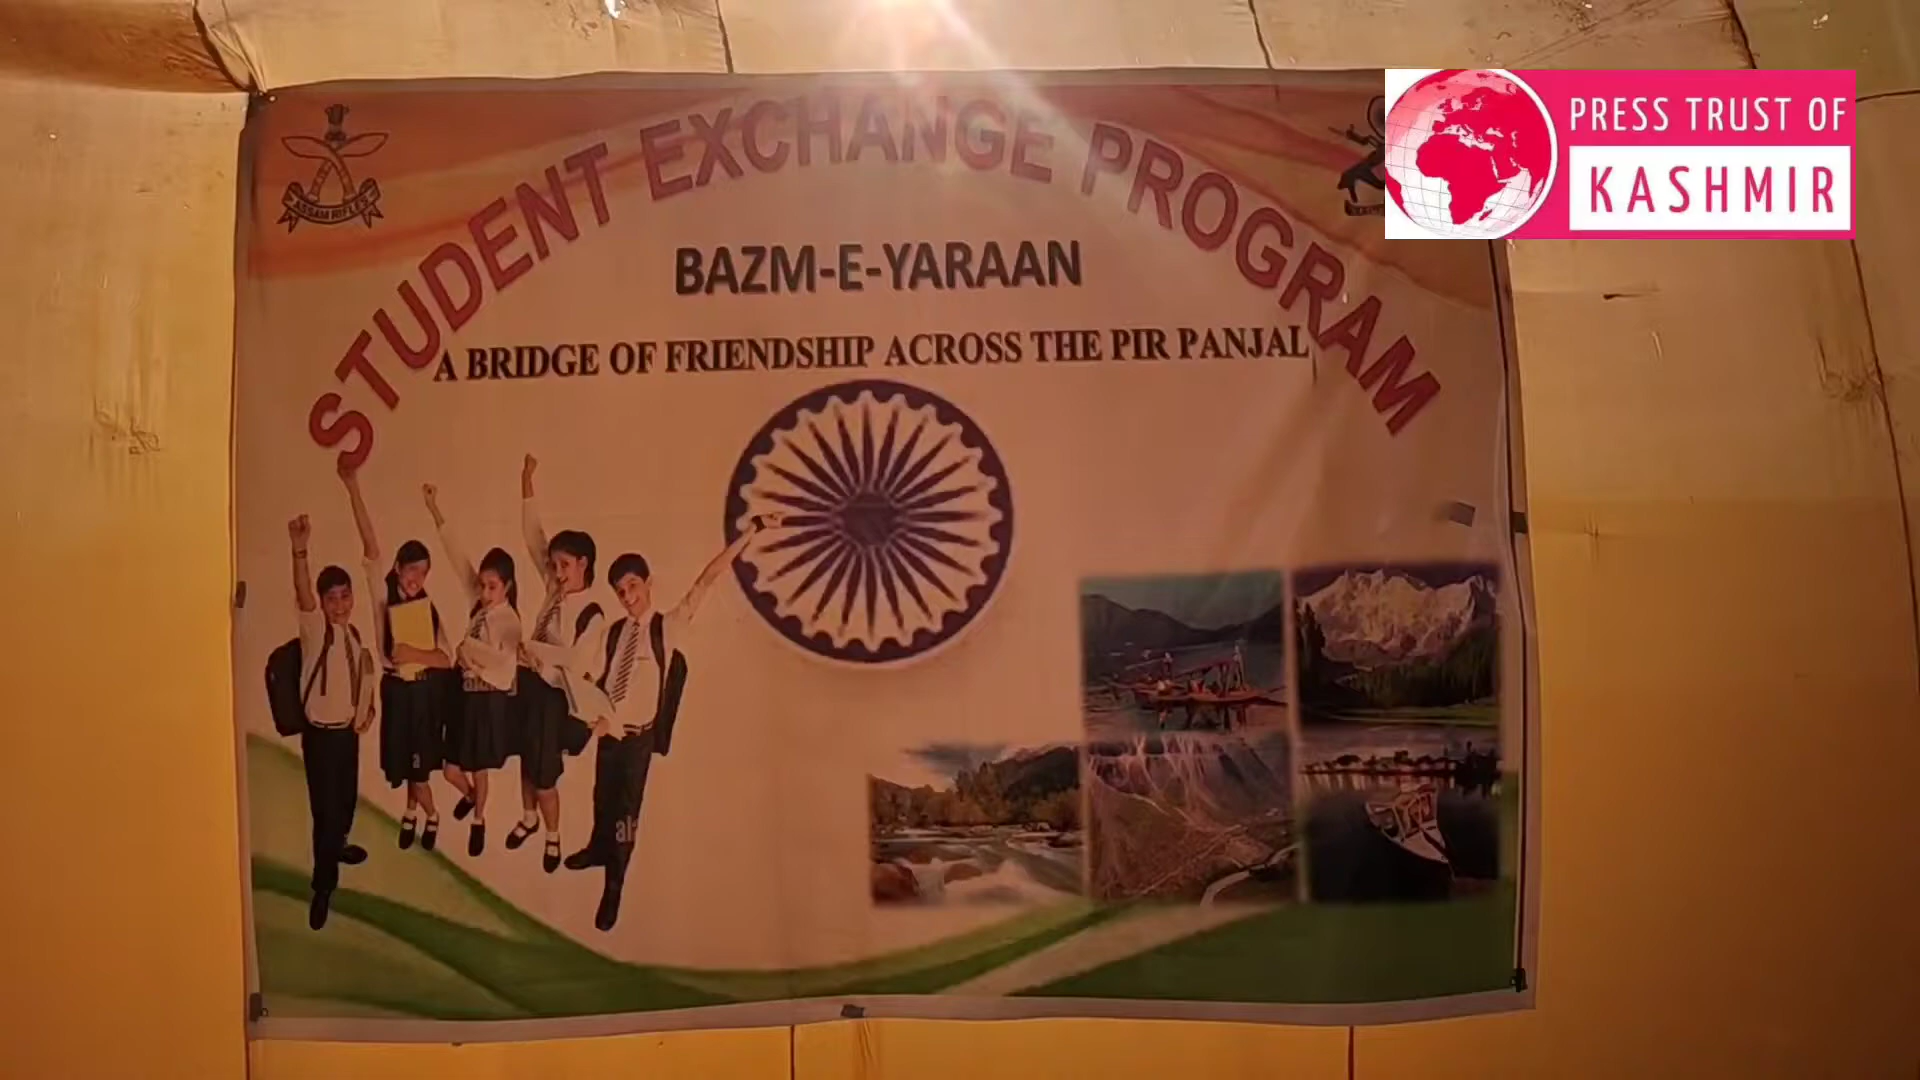 STUDENT EXCHANGE PROGRAM
BAZM-E-YARAAN
A BRIDGE OF FRIENDSHIP ACROSS THE PIR PANJAL
ASSAM RIFLES
PRESS TRUST OF
KASHMIR